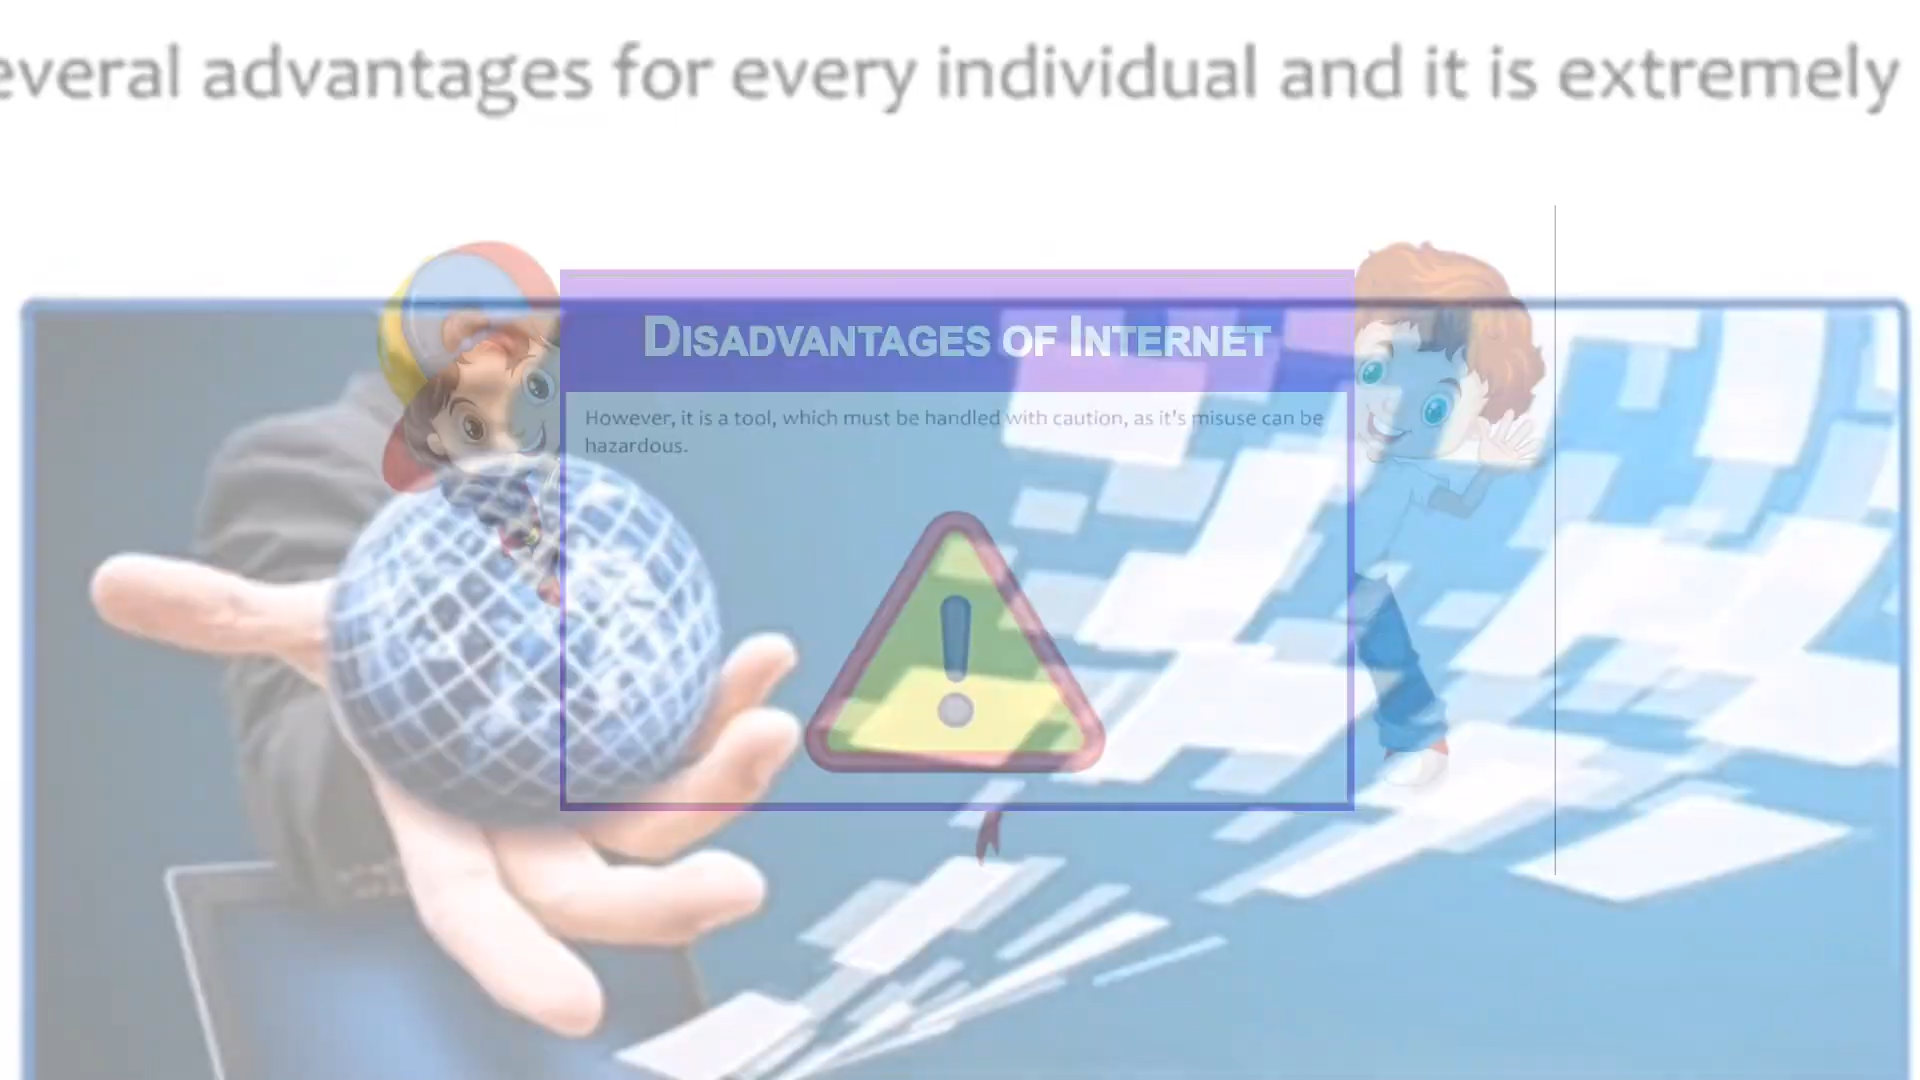 everal advantages for every individual and it is extremely
DISADVANTAGES OF INTERNET
However, it is a tool, which must be handled with caution, as it's misuse can be
hazardous.